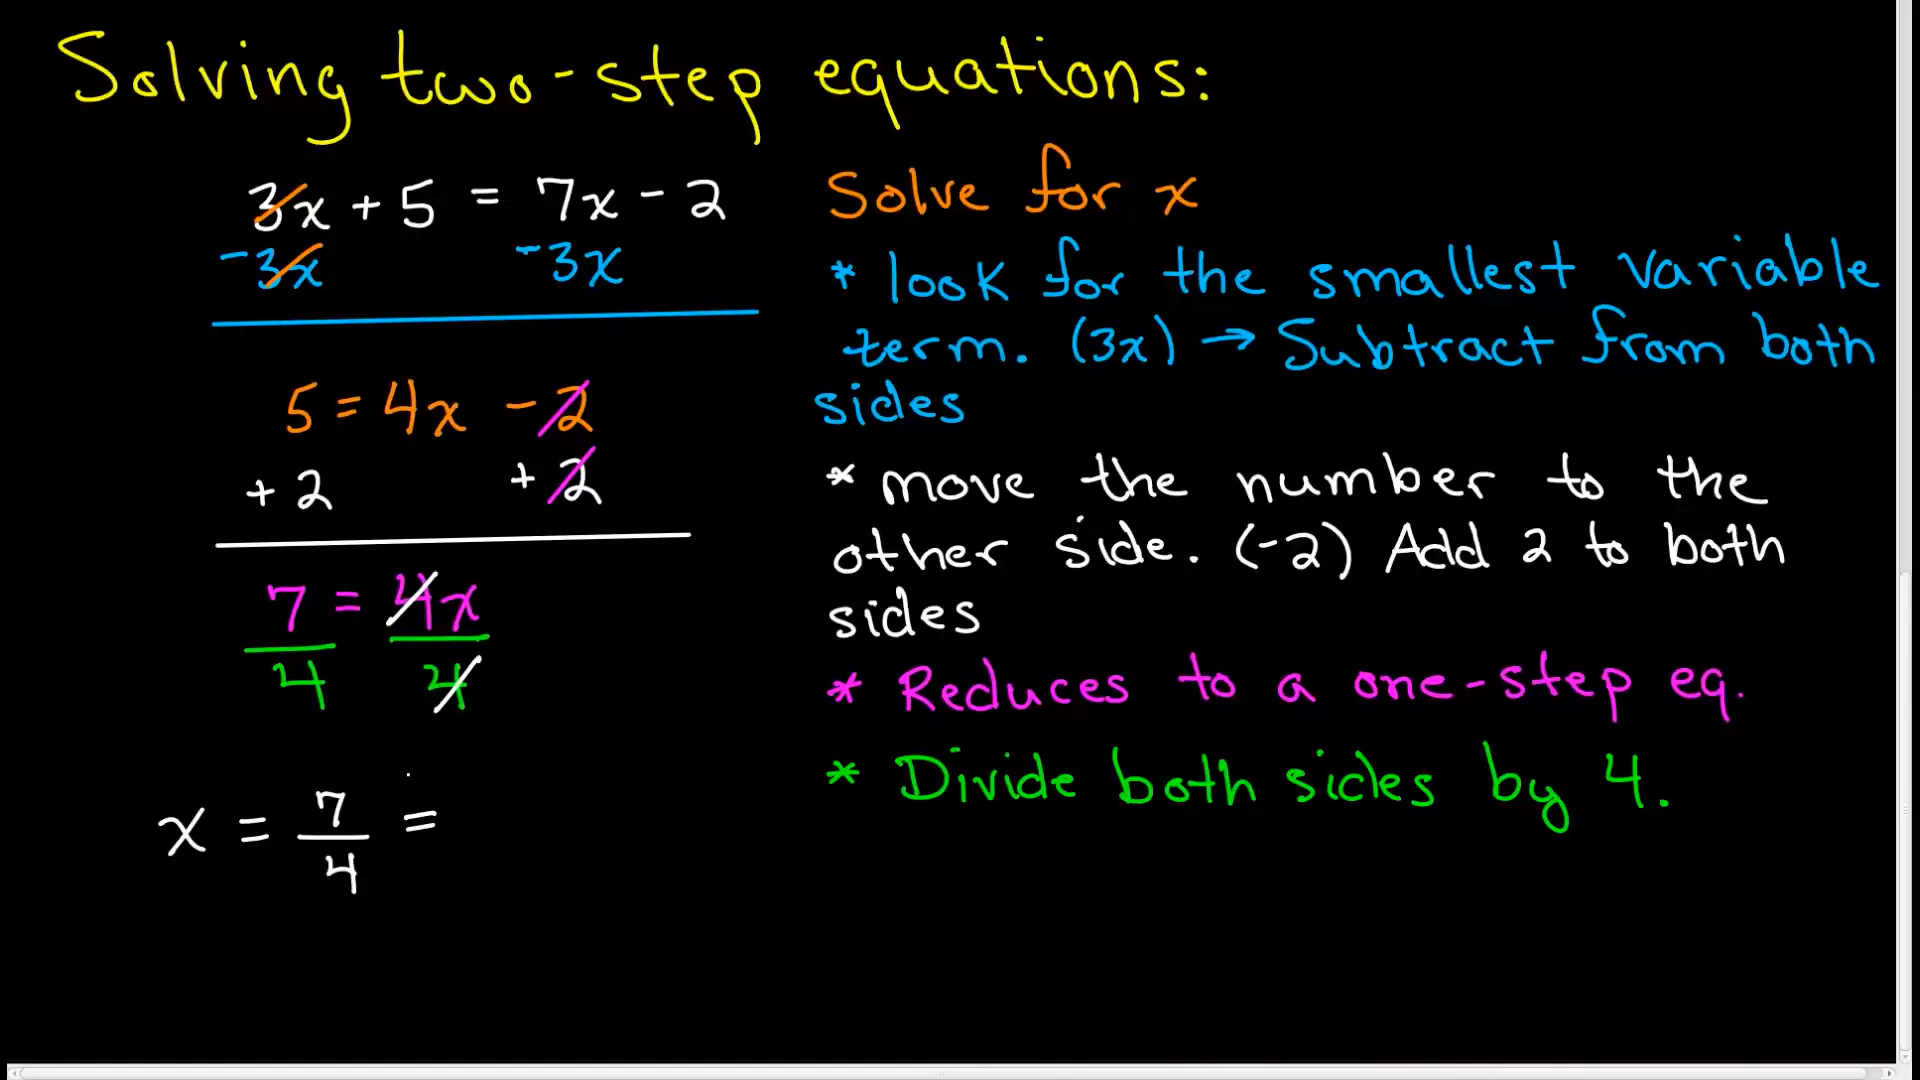 Solving two-step equations:
3x + 5 = 7x - 2
-3x -3x
5 = 4x - 2
+ 2 + 2
7 = 4x
4 4
x = 7/4 =
Solve for x
* look for the smallest variable
term. (3x) → Subtract from both
sides
* move the number to the
other side. (-2) Add 2 to both
sides
* Reduces to a one-step eq.
* Divide both sides by 4.